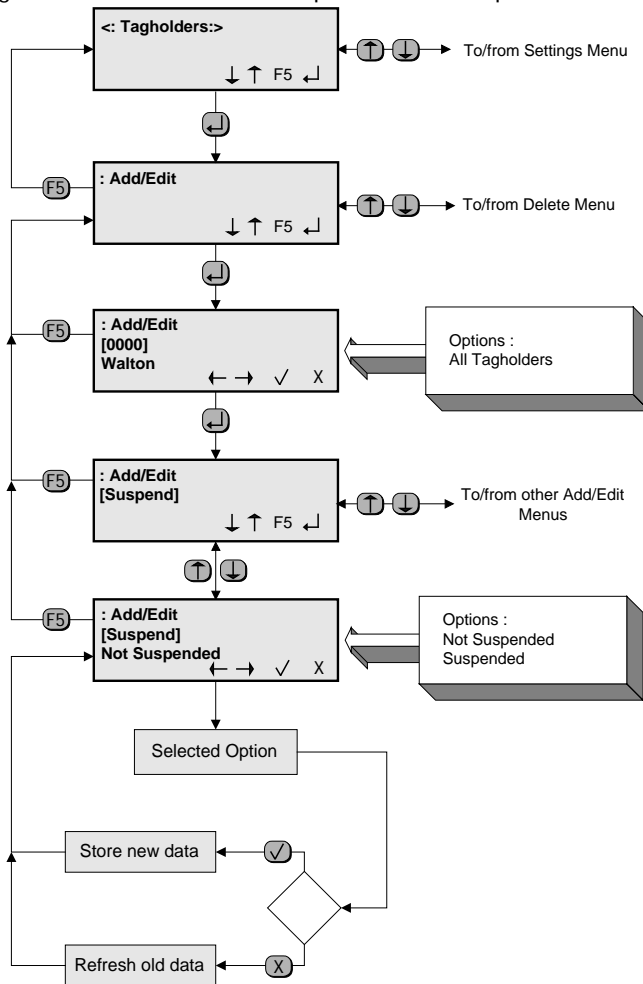 <: Tagholders:>
↓ ↑ F5 ↵
↑ ↓ To/from Settings Menu
↵
F5
: Add/Edit
↓ ↑ F5 ↵
↑ ↓ To/from Delete Menu
↵
F5
: Add/Edit
[0000]
Walton
← → √ X
Options :
All Tagholders
↵
F5
: Add/Edit
[Suspend]
↓ ↑ F5 ↵
↑ ↓ To/from other Add/Edit
Menus
↑ ↓
F5
: Add/Edit
[Suspend]
Not Suspended
← → √ X
Options :
Not Suspended
Suspended
Selected Option
Store new data
√
Refresh old data
X